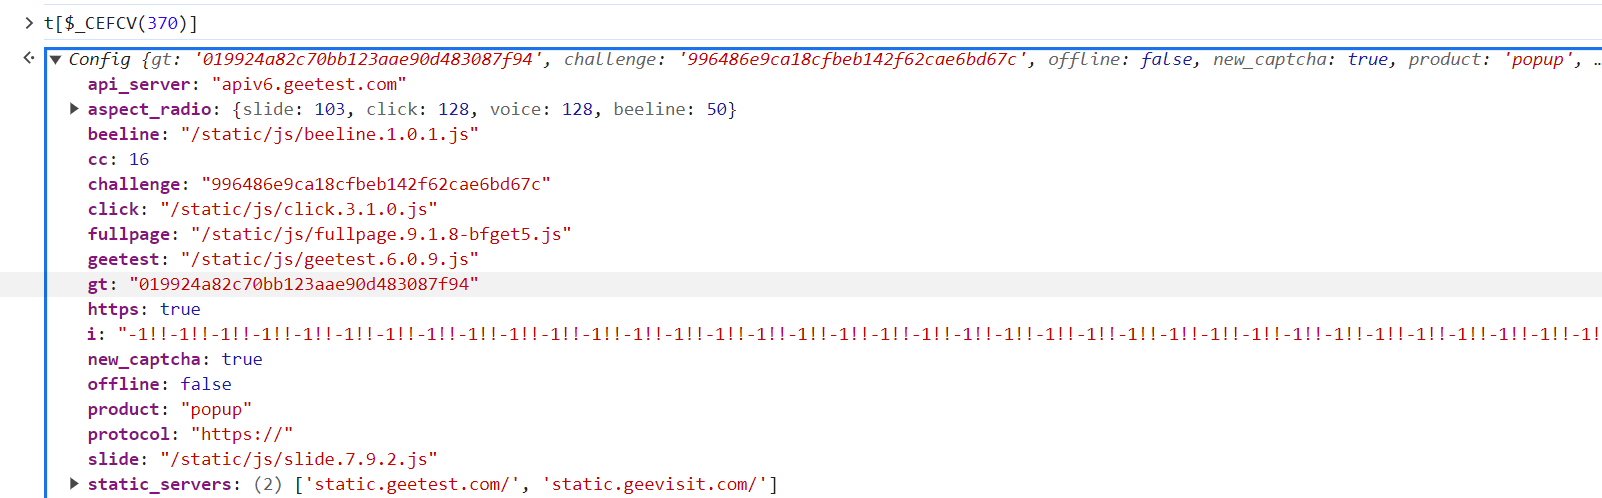 > t[$_CEFCV(370)]
▼ Config {gt: '019924a82c70bb123aae90d483087f94', challenge: '996486e9ca18cfbeb142f62cae6bd67c', offline: false, new_captcha: true, product: 'popup', …
api_server: "apiv6.geetest.com"
▶ aspect_radio: {slide: 103, click: 128, voice: 128, beeline: 50}
beeline: "/static/js/beeline.1.0.1.js"
cc: 16
challenge: "996486e9ca18cfbeb142f62cae6bd67c"
click: "/static/js/click.3.1.0.js"
fullpage: "/static/js/fullpage.9.1.8-bfget5.js"
geetest: "/static/js/geetest.6.0.9.js"
gt: "019924a82c70bb123aae90d483087f94"
https: true
i: "-1!!-1!!-1!!-1!!-1!!-1!!-1!!-1!!-1!!-1!!-1!!-1!!-1!!-1!!-1!!-1!!-1!!-1!!-1!!-1!!-1!!-1!!-1!!-1!!-1!!-1!!-1!!-1!!-1!!-1!!-1!!-1!!-1!!-1!!-1!!-1!
new_captcha: true
offline: false
product: "popup"
protocol: "https://"
slide: "/static/js/slide.7.9.2.js"
▶ static_servers: (2) ['static.geetest.com/', 'static.geevisit.com/']